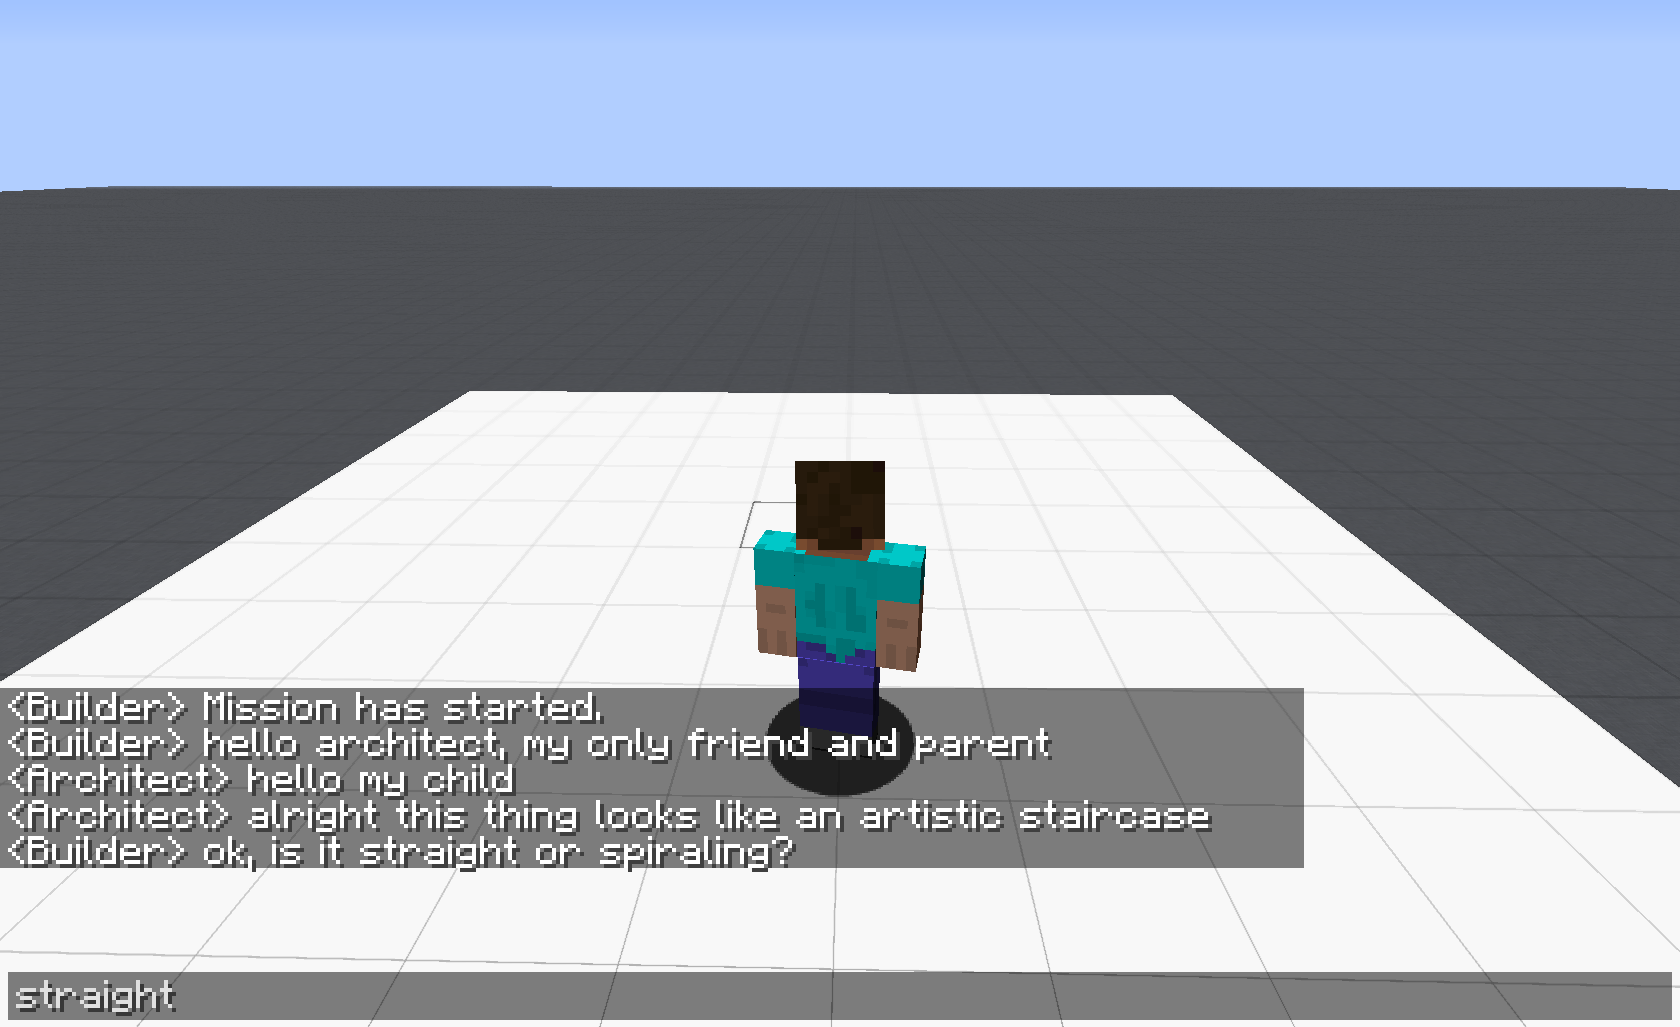 <Builder> Mission has started.
<Builder> hello architect, my only friend and parent
<Architect> hello my child
<Architect> alright this thing looks like an artistic staircase
<Builder> ok, is it straight or spiraling?
straight